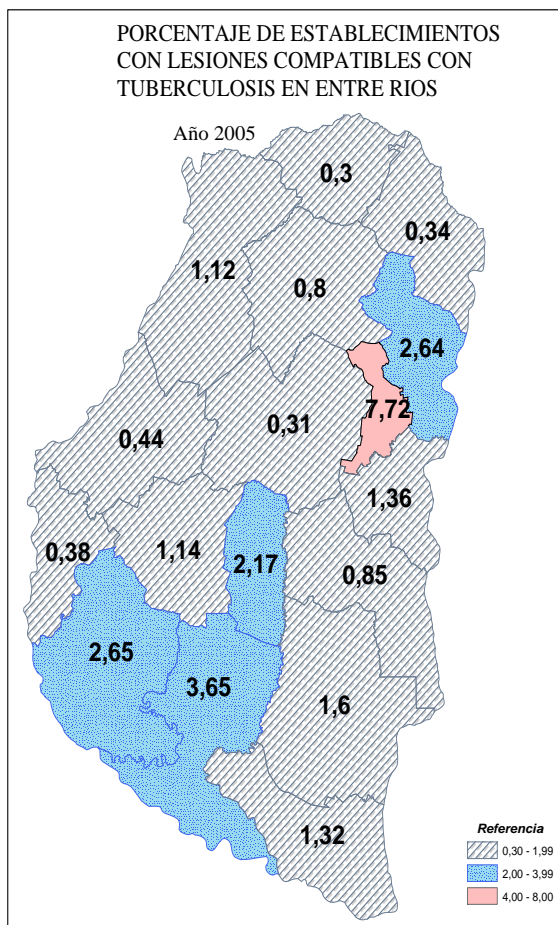 PORCENTAJE DE ESTABLECIMIENTOS
CON LESIONES COMPATIBLES CON
TUBERCULOSIS EN ENTRE RIOS
Año 2005
0,3
0,34
1,12
0,8
2,64
7,72
0,31
0,44
1,36
0,38
1,14
2,17
0,85
2,65
3,65
1,6
1,32
Referencia
0,30 - 1,99
2,00 - 3,99
4,00 - 8,00